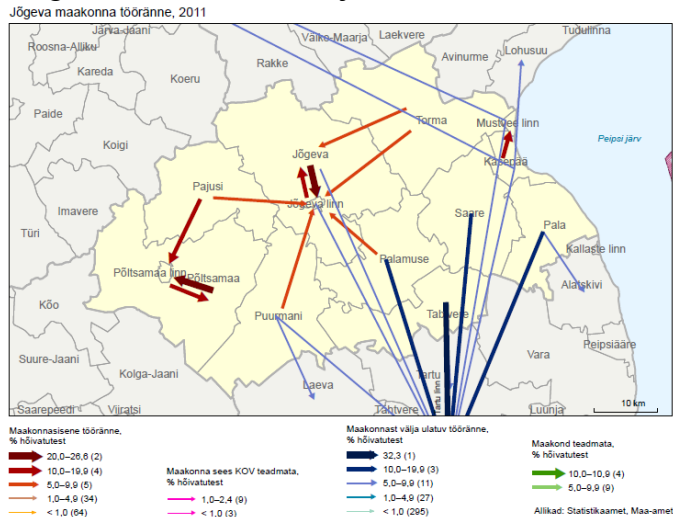 Jõgeva maakonna tööränne, 2011
Järva-Jaani
Väike-Maarja
Laekvere
Tudulinna
Roosna-Alliku
Rakke
Avinurme
Lohusuu
Kareda
Koeru
Paide
Torma
Mustvee linn
Peipsi järv
Koigi
Jõgeva
Kasepää
Pajusi
Imavere
Jõgeva linn
Saare
Pala
Türi
Kallaste linn
Põltsamaa linn
Põltsamaa
Palamuse
Alatskivi
Kõo
Puurmani
Tabivere
Peipsiääre
Suure-Jaani
Kolga-Jaani
Laeva
Tartu
Tartu linn
Vara
Saarepeedi
Viiratsi
Tähtvere
Luunja
10 km
Maakonnasisene tööränne,
% hõivatutest
20,0–26,6 (2)
10,0–19,9 (4)
5,0–9,9 (5)
1,0–4,9 (34)
< 1,0 (64)
Maakonna sees KOV teadmata,
% hõivatutest
1,0–2,4 (9)
< 1,0 (3)
Maakonnast välja ulatuv tööränne,
% hõivatutest
32,3 (1)
10,0–19,9 (3)
5,0–9,9 (11)
1,0–4,9 (27)
< 1,0 (295)
Maakond teadmata,
% hõivatutest
10,0–10,9 (4)
5,0–9,9 (9)
Allikad: Statistikaamet, Maa-amet